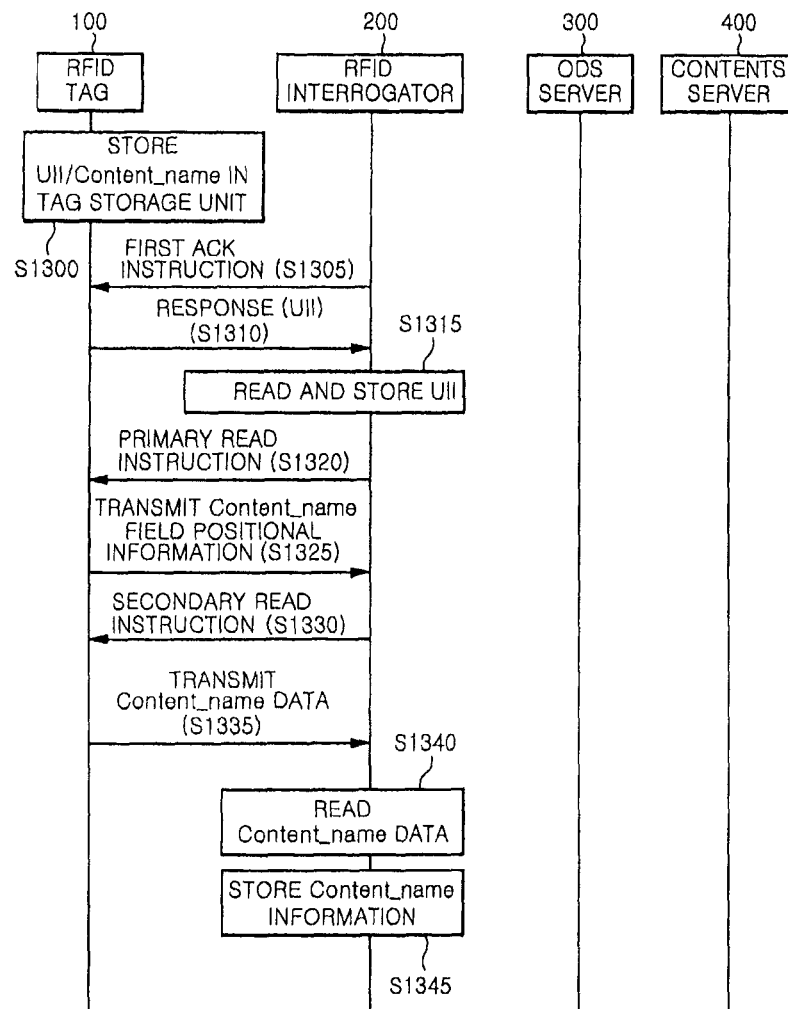 100
200
300
400
RFID
TAG
RFID
INTERROGATOR
ODS
SERVER
CONTENTS
SERVER
STORE
UII/Content_name IN
TAG STORAGE UNIT
S1300
FIRST ACK
INSTRUCTION (S1305)
RESPONSE (UII)
(S1310)
S1315
READ AND STORE UII
PRIMARY READ
INSTRUCTION (S1320)
TRANSMIT Content_name
FIELD POSITIONAL
INFORMATION (S1325)
SECONDARY READ
INSTRUCTION (S1330)
TRANSMIT
Content_name DATA
(S1335)
S1340
READ
Content_name DATA
STORE Content_name
INFORMATION
S1345